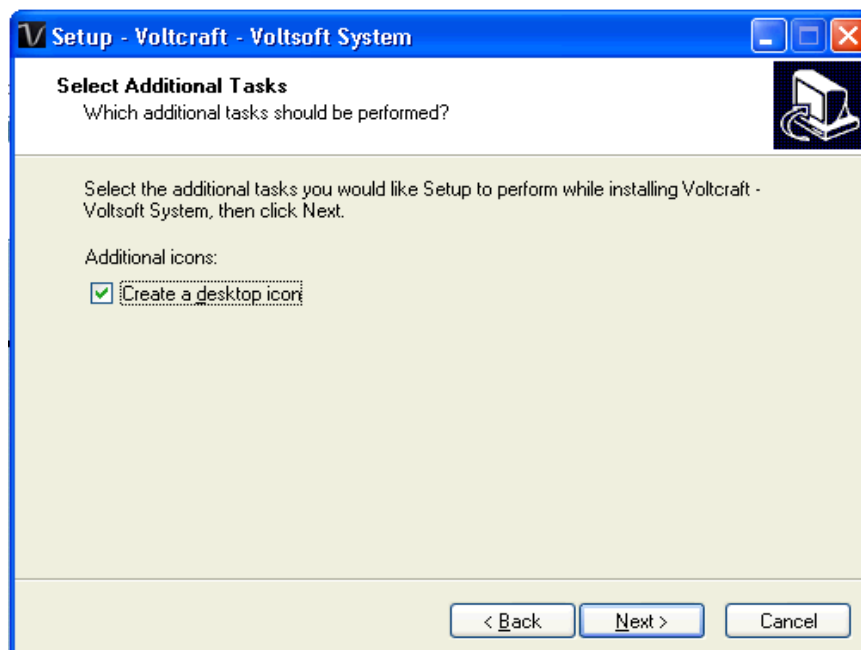 Setup - Voltcraft - Voltsoft System
Select Additional Tasks
Which additional tasks should be performed?
Select the additional tasks you would like Setup to perform while installing Voltcraft -
Voltsoft System, then click Next.
Additional icons:
Create a desktop icon
< Back
Next >
Cancel